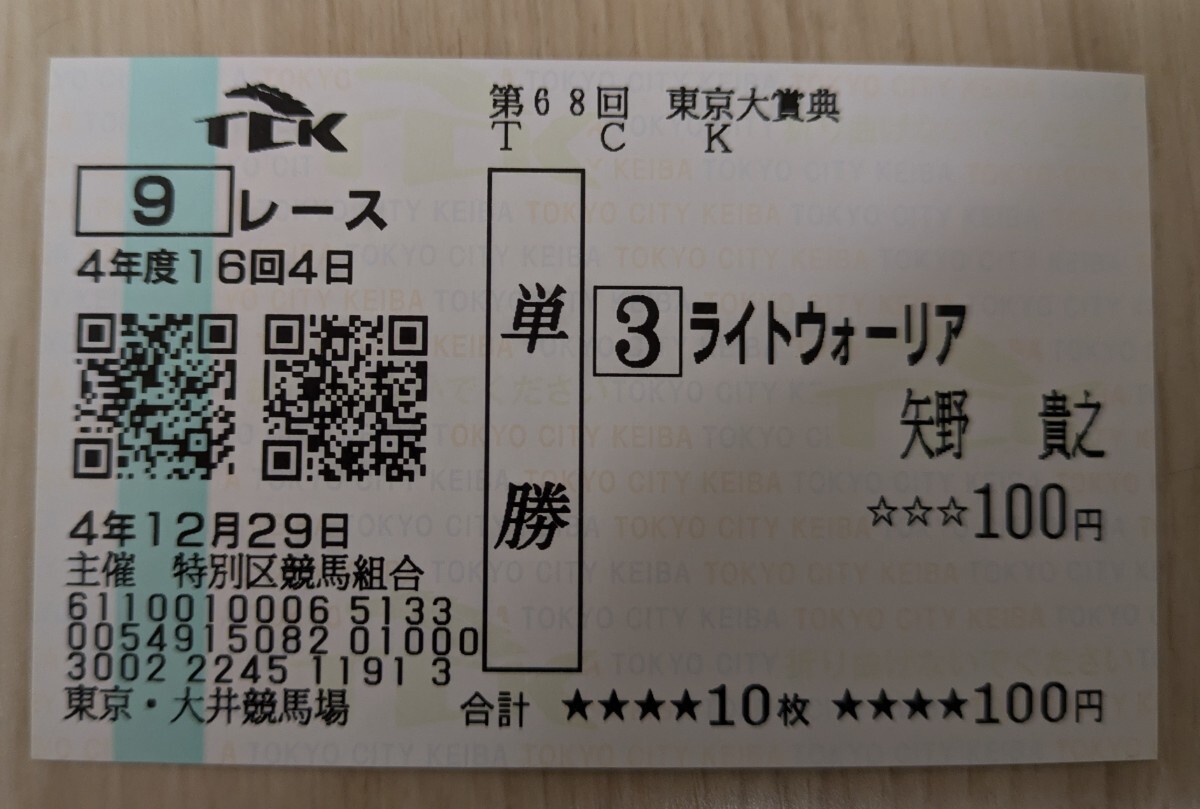 TCK
第68回 東京大賞典
T C K
9 レース
4年度16回4日
単勝
3 ライトウォーリア
矢野 貴之
☆☆☆100円
4年12月29日
主催 特別区競馬組合
6110010006 5133
0054915082 01000
3002 2245 1191 3
東京・大井競馬場
合計 ★★★★10枚 ★★★★100円
TOKYO CITY KEIBA